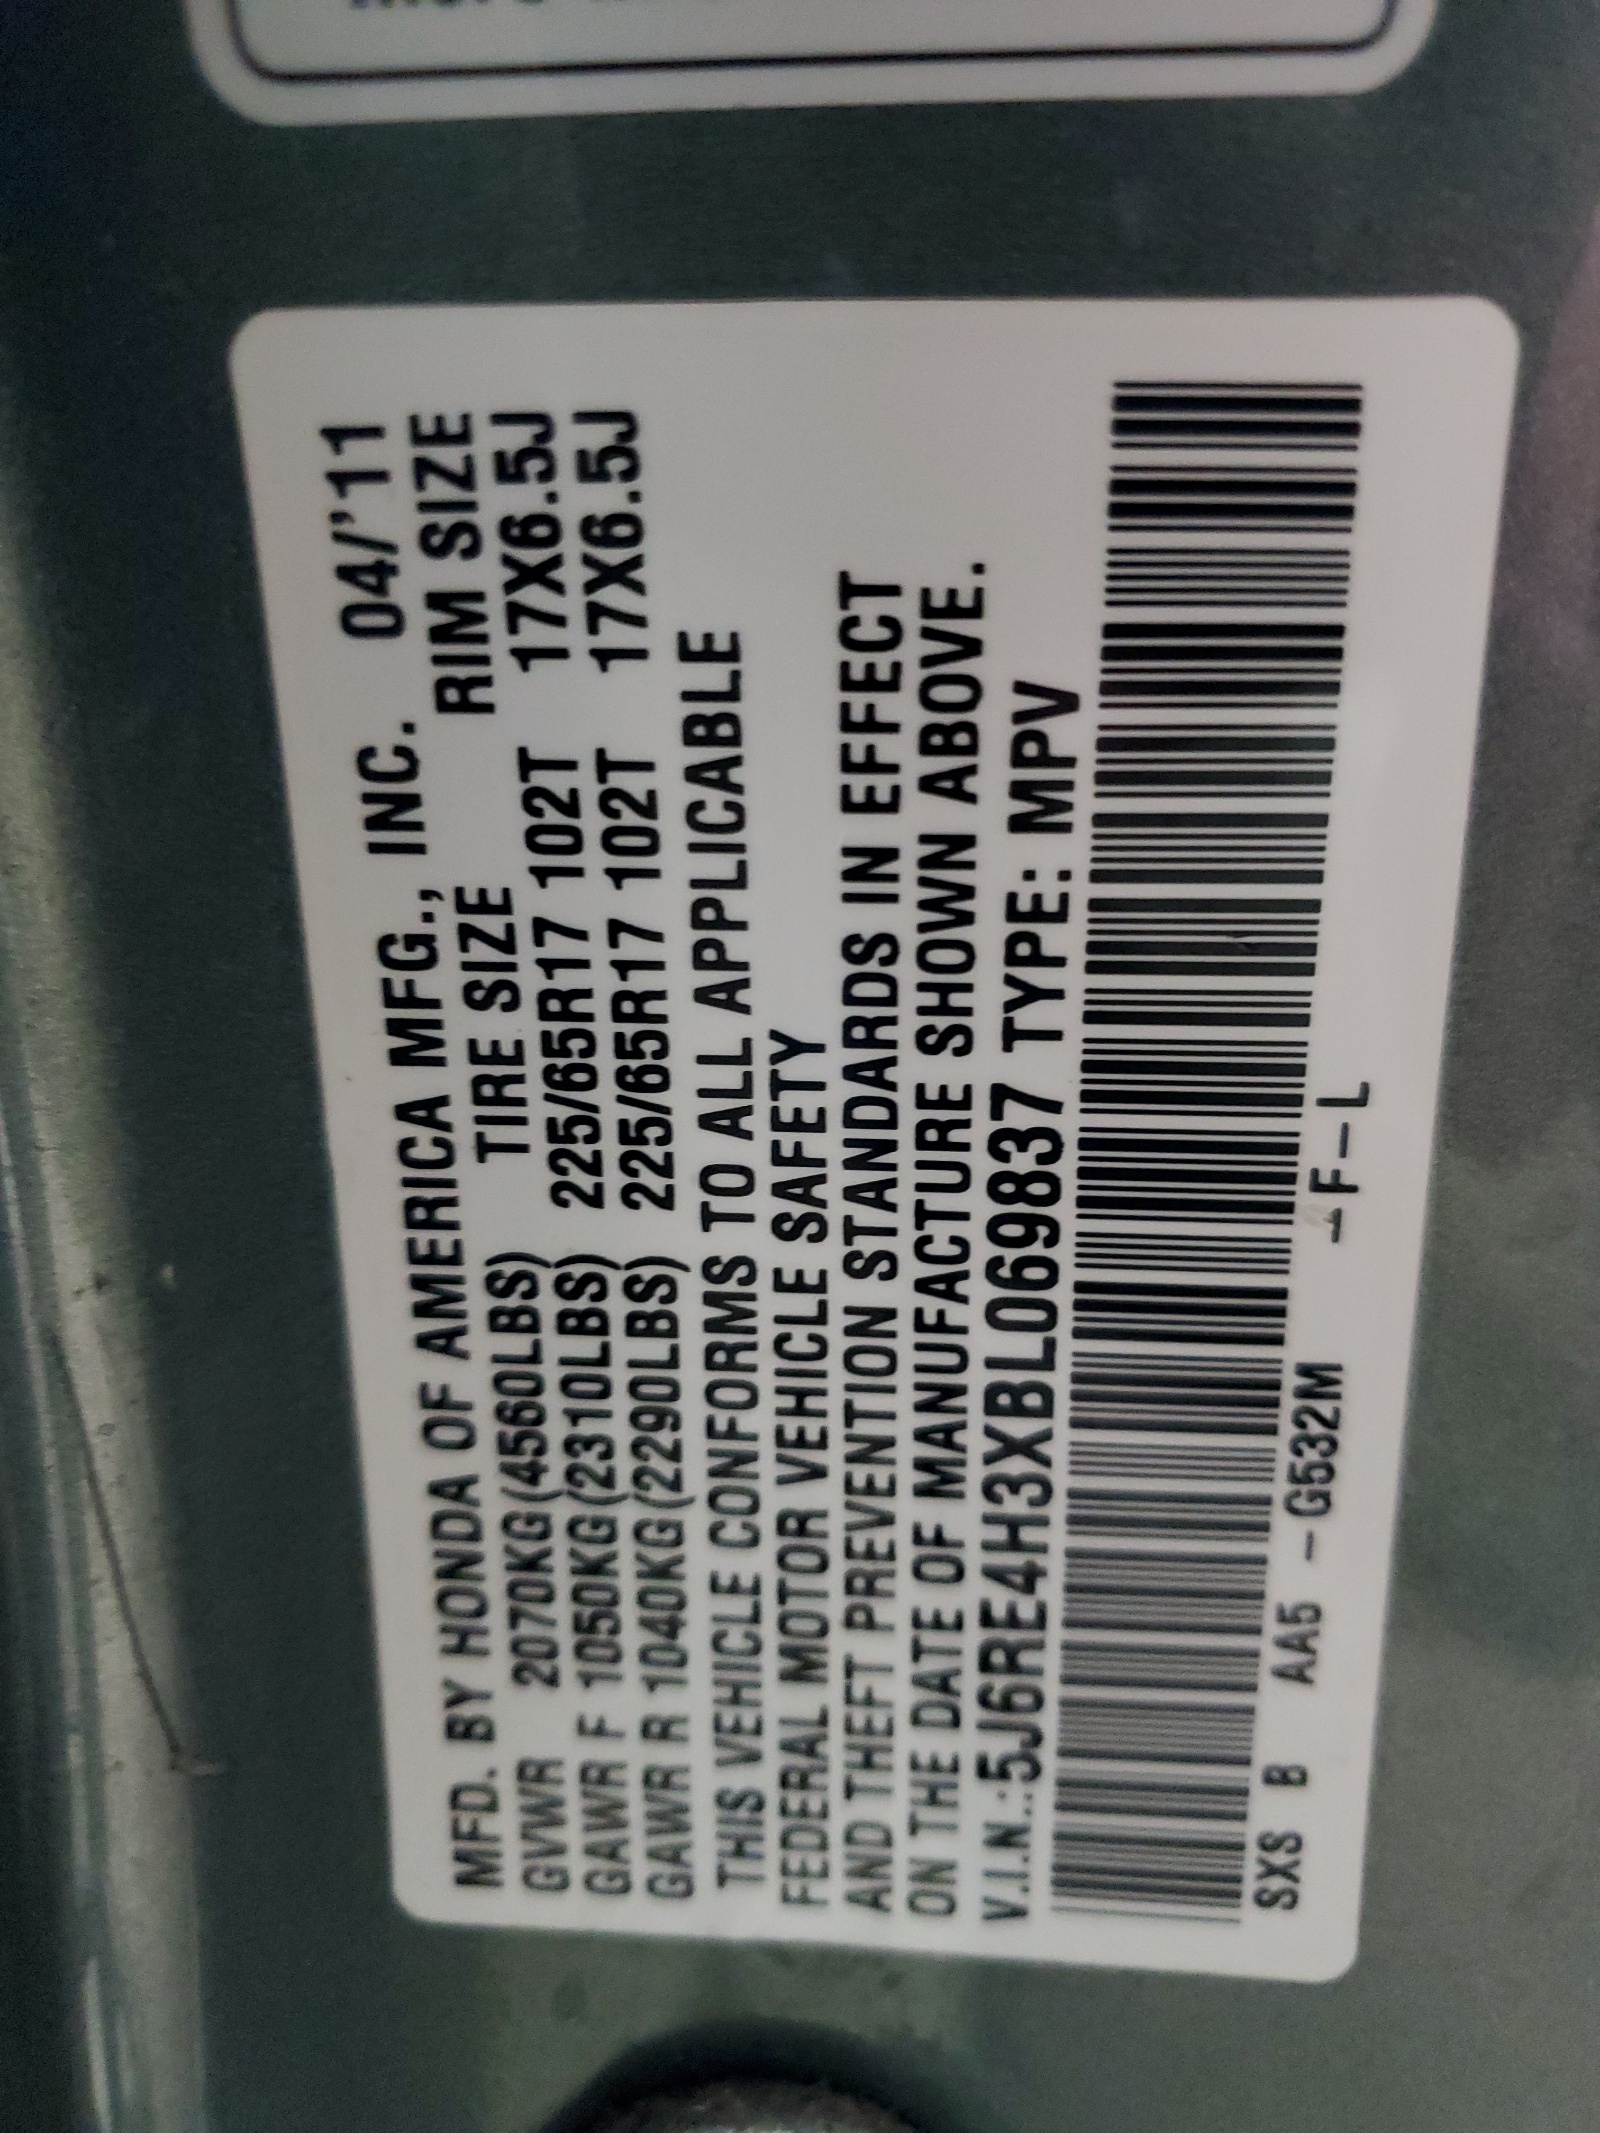 MFD. BY HONDA OF AMERICA MFG., INC. 04/'11
TIRE SIZE RIM SIZE
GVWR 2070KG(4560LBS)
GAWR F 1050KG(2310LBS) 225/65R17 102T 17X6.5J
GAWR R 1040KG(2290LBS) 225/65R17 102T 17X6.5J
THIS VEHICLE CONFORMS TO ALL APPLICABLE
FEDERAL MOTOR VEHICLE SAFETY
AND THEFT PREVENTION STANDARDS IN EFFECT
ON THE DATE OF MANUFACTURE SHOWN ABOVE.
V.I.N.:5J6RE4H3XBL069837 TYPE: MPV
SXS B AA5 -G532M -F-L